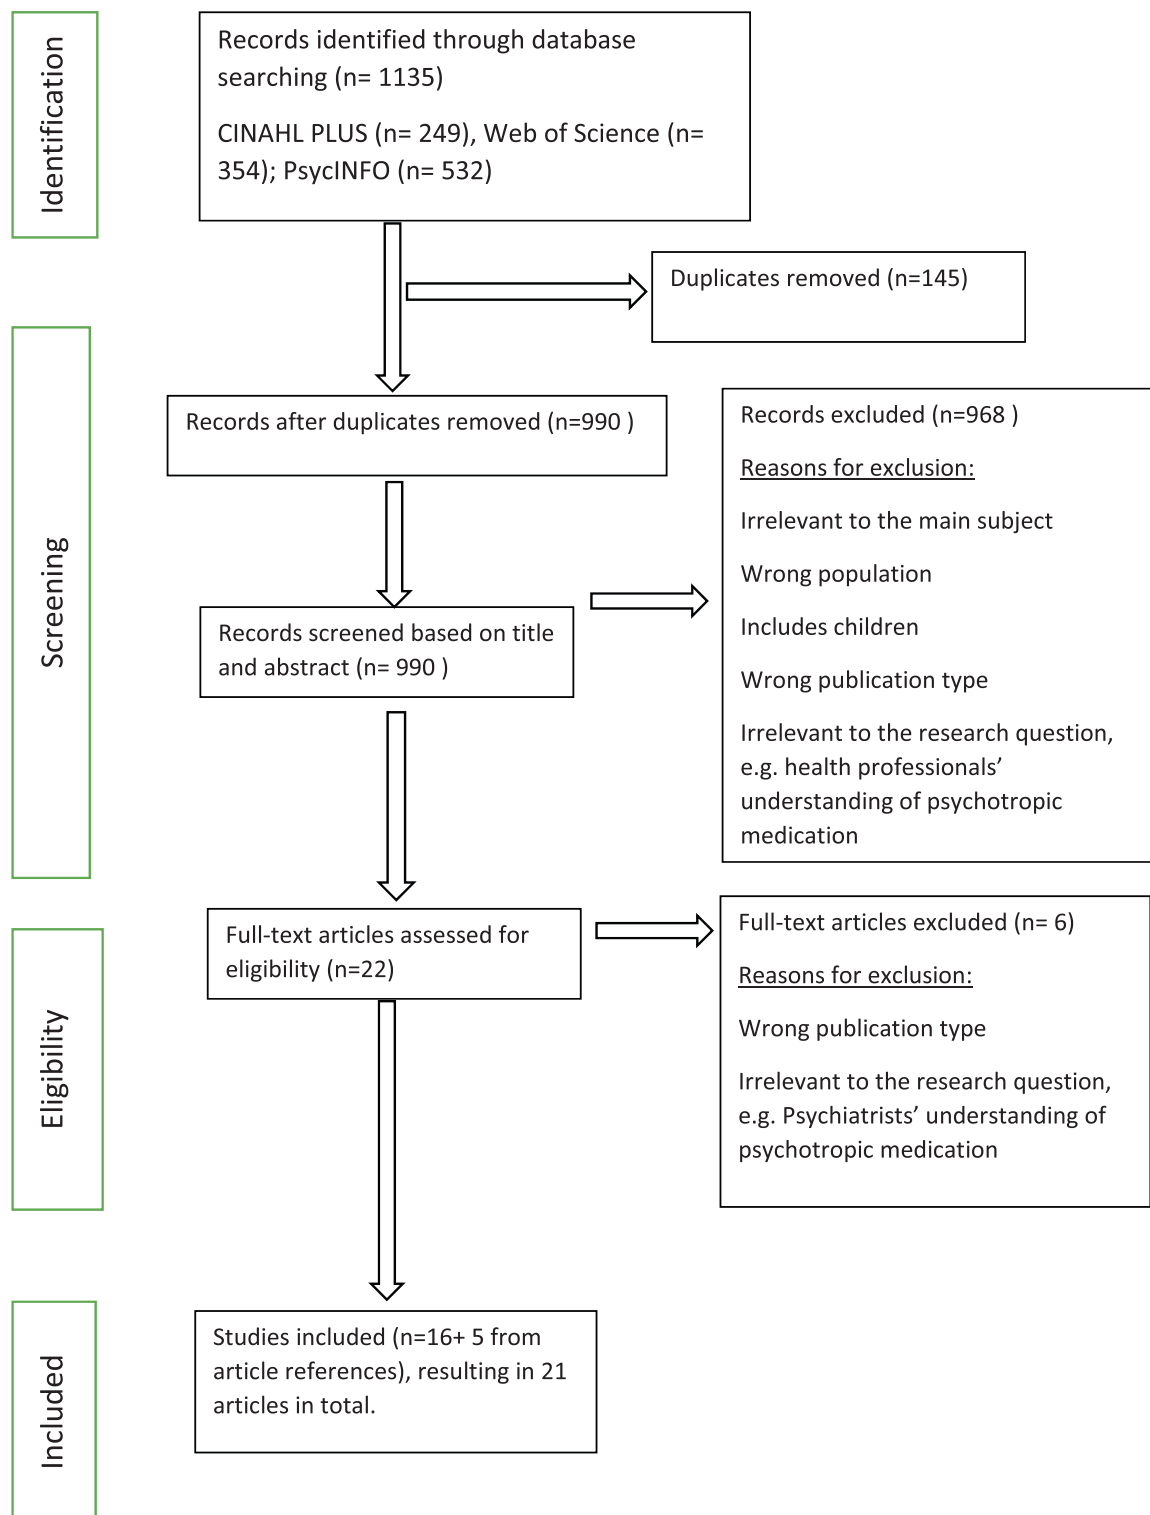 Identification
Records identified through database
searching (n= 1135)
CINAHL PLUS (n= 249), Web of Science (n=
354); PsycINFO (n= 532)
Duplicates removed (n=145)
Screening
Records after duplicates removed (n=990 )
Records screened based on title
and abstract (n= 990 )
Records excluded (n=968 )
Reasons for exclusion:
Irrelevant to the main subject
Wrong population
Includes children
Wrong publication type
Irrelevant to the research question,
e.g. health professionals’
understanding of psychotropic
medication
Eligibility
Full-text articles assessed for
eligibility (n=22)
Full-text articles excluded (n= 6)
Reasons for exclusion:
Wrong publication type
Irrelevant to the research question,
e.g. Psychiatrists’ understanding of
psychotropic medication
Included
Studies included (n=16+ 5 from
article references), resulting in 21
articles in total.